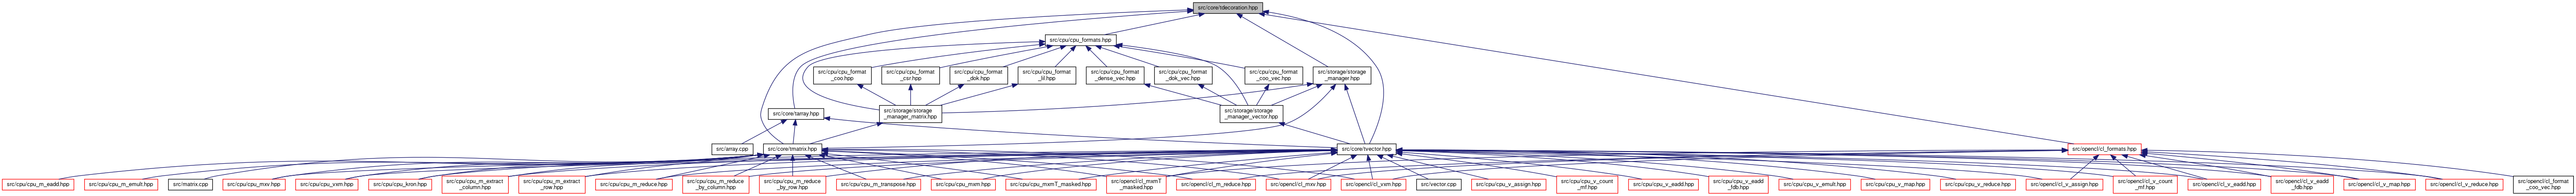 src/core/tdecoration.hpp
src/cpu/cpu_formats.hpp
src/cpu/cpu_format
_coo.hpp
src/cpu/cpu_format
_csr.hpp
src/cpu/cpu_format
_dok.hpp
src/cpu/cpu_format
_lil.hpp
src/cpu/cpu_format
_dense_vec.hpp
src/cpu/cpu_format
_dok_vec.hpp
src/cpu/cpu_format
_coo_vec.hpp
src/storage/storage
_manager.hpp
src/core/tarray.hpp
src/storage/storage
_manager_matrix.hpp
src/storage/storage
_manager_vector.hpp
src/array.cpp
src/core/tmatrix.hpp
src/core/tvector.hpp
src/opencl/cl_formats.hpp
src/cpu/cpu_m_eadd.hpp
src/cpu/cpu_m_emult.hpp
src/matrix.cpp
src/cpu/cpu_mxv.hpp
src/cpu/cpu_vxm.hpp
src/cpu/cpu_kron.hpp
src/cpu/cpu_m_extract
_column.hpp
src/cpu/cpu_m_extract
_row.hpp
src/cpu/cpu_m_reduce.hpp
src/cpu/cpu_m_reduce
_by_column.hpp
src/cpu/cpu_m_reduce
_by_row.hpp
src/cpu/cpu_m_transpose.hpp
src/cpu/cpu_mxm.hpp
src/cpu/cpu_mxmT_masked.hpp
src/opencl/cl_mxmT
_masked.hpp
src/opencl/cl_m_reduce.hpp
src/opencl/cl_mxv.hpp
src/opencl/cl_vxm.hpp
src/vector.cpp
src/cpu/cpu_v_assign.hpp
src/cpu/cpu_v_count
_mf.hpp
src/cpu/cpu_v_eadd.hpp
src/cpu/cpu_v_eadd
_fdb.hpp
src/cpu/cpu_v_emult.hpp
src/cpu/cpu_v_map.hpp
src/cpu/cpu_v_reduce.hpp
src/opencl/cl_v_assign.hpp
src/opencl/cl_v_count
_mf.hpp
src/opencl/cl_v_eadd.hpp
src/opencl/cl_v_eadd
_fdb.hpp
src/opencl/cl_v_map.hpp
src/opencl/cl_v_reduce.hpp
src/opencl/cl_format
_coo_vec.hpp